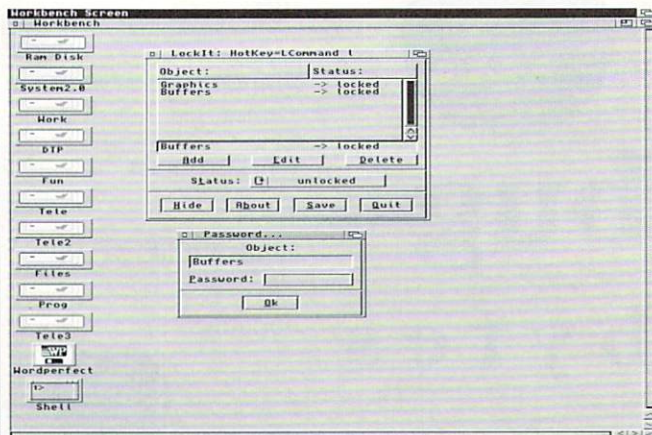 Workbench Screen
Workbench
Ram Disk
System2.0
Work
DTP
Fun
Tele
Tele2
Files
Prog
Tele3
WP
Wordperfect
1>
Shell
LockIt: HotKey=LCommand l
Object: Status:
Graphics -> locked
Buffers -> locked
Buffers -> locked
Add Edit Delete
Status: unlocked
Hide About Save Quit
Password...
Object:
Buffers
Password:
Ok